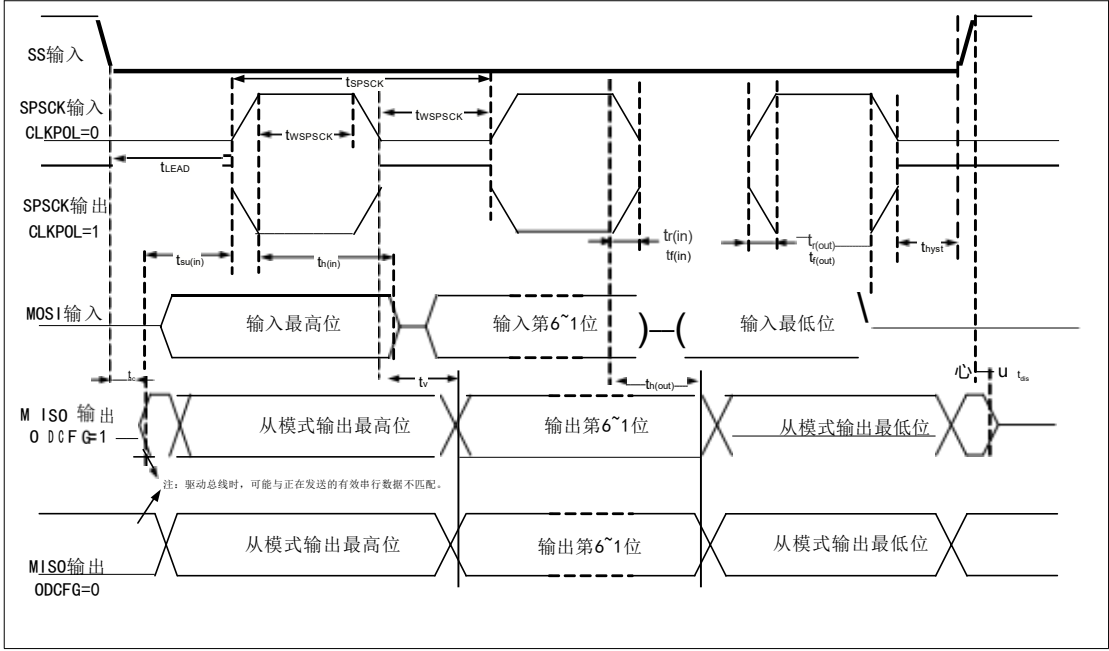 SS输入
tSPSCK
SPSCK输入
CLKPOL=0
tWSPSCK
tWSPSCK
tLEAD
SPSCK输出
CLKPOL=1
tr(in)
tf(in)
tr(out)
tf(out)
thyst
tsu(in)
th(in)
MOSI输入
输入最高位
输入第6~1位
)—(
输入最低位
tv
th(out)
心
u
tdis
M ISO 输出
O DCF G=1
从模式输出最高位
输出第6~1位
从模式输出最低位
注：驱动总线时，可能与正在发送的有效串行数据不匹配。
MISO输出
ODCFG=0
从模式输出最高位
输出第6~1位
从模式输出最低位